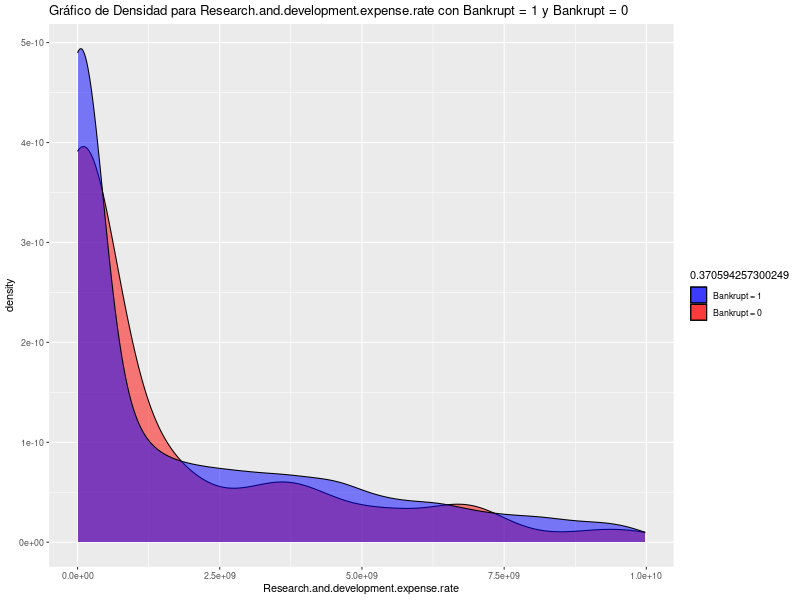 Gráfico de Densidad para Research.and.development.expense.rate con Bankrupt = 1 y Bankrupt = 0
5e-10
4e-10
3e-10
2e-10
1e-10
0e+00
density
0.0e+00
2.5e+09
5.0e+09
7.5e+09
1.0e+10
Research.and.development.expense.rate
0.370594257300249
Bankrupt = 1
Bankrupt = 0